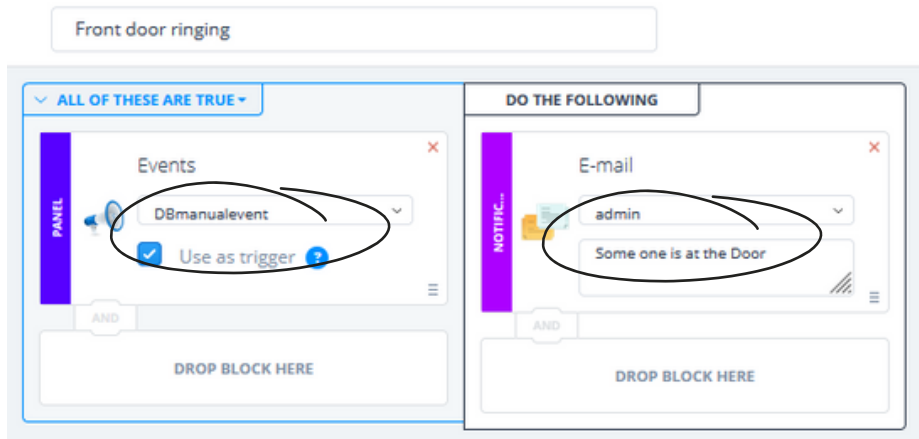 Front door ringing
ALL OF THESE ARE TRUE
DO THE FOLLOWING
PANEL
Events
DBmanualevent
Use as trigger ?
AND
DROP BLOCK HERE
NOTIFIC...
E-mail
admin
Some one is at the Door
AND
DROP BLOCK HERE